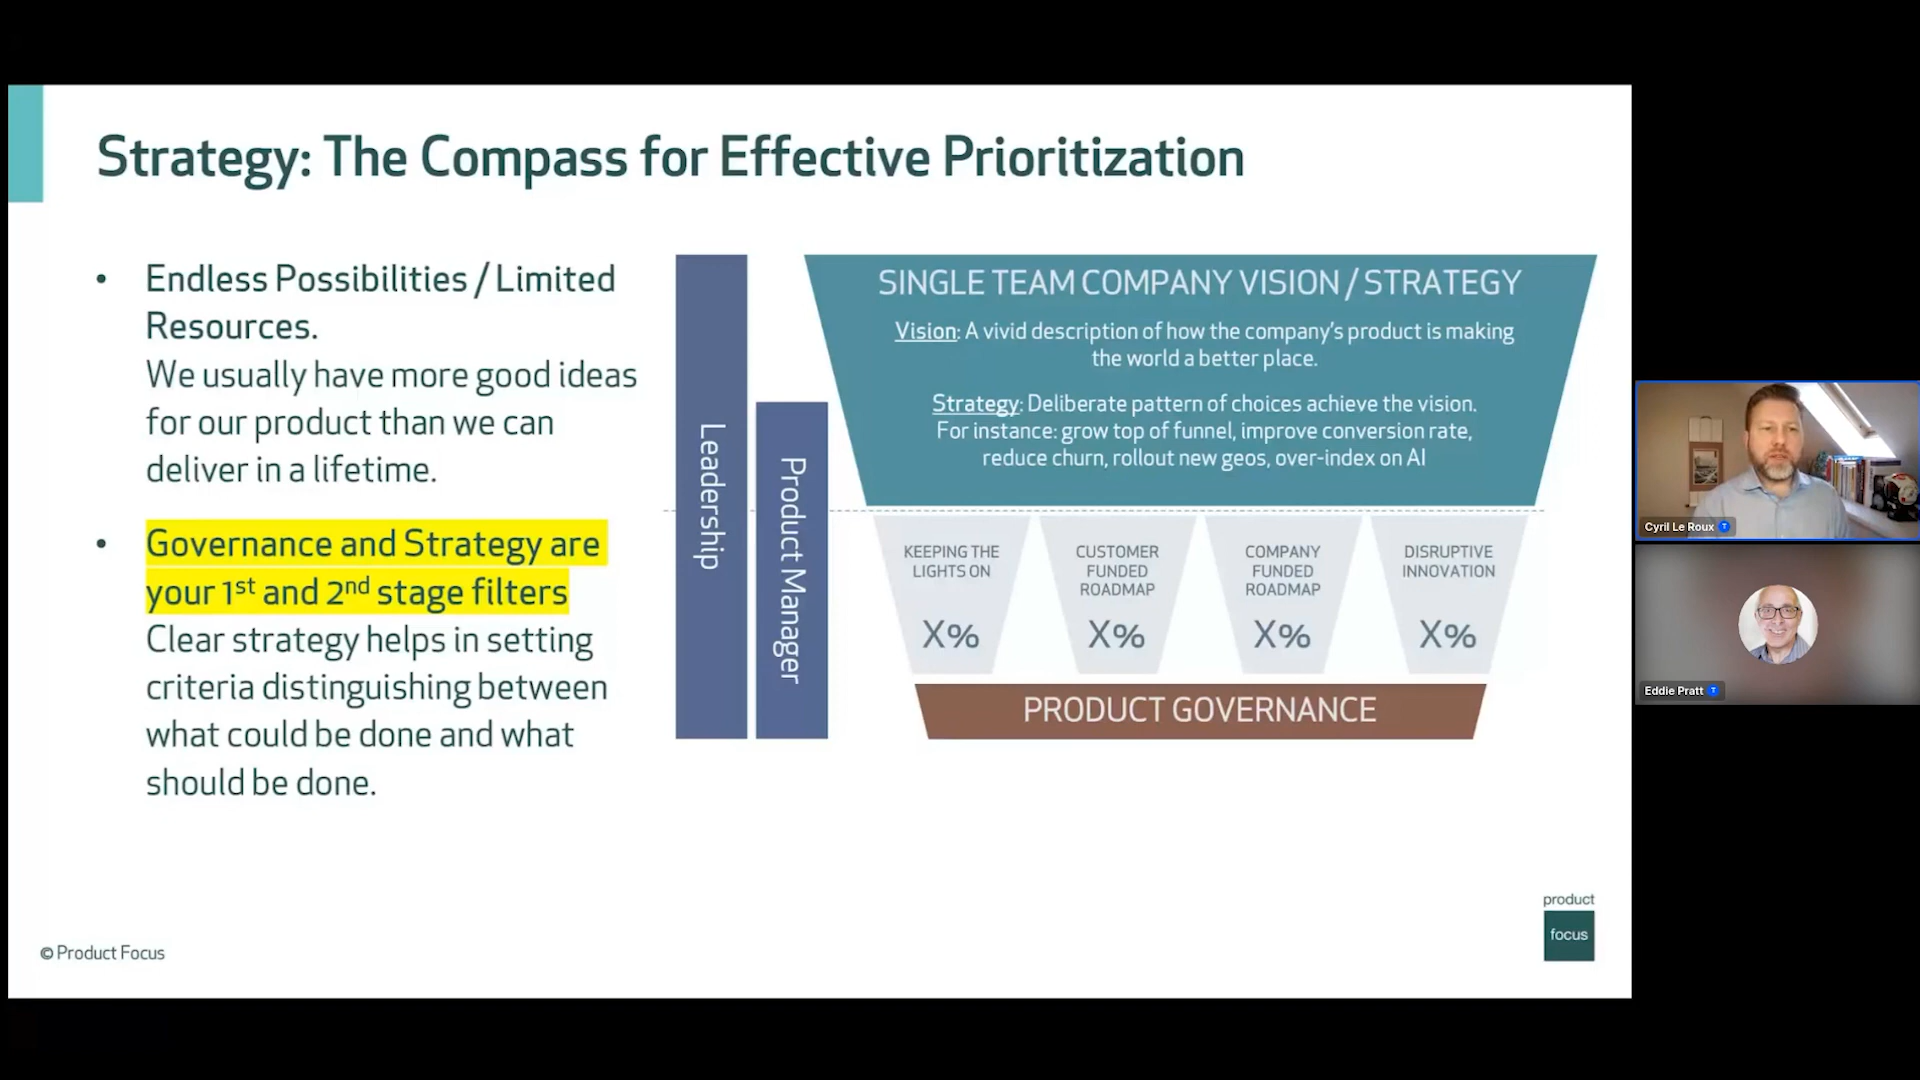 Strategy: The Compass for Effective Prioritization
• Endless Possibilities / Limited
Resources.
We usually have more good ideas
for our product than we can
deliver in a lifetime.
• Governance and Strategy are
your 1st and 2nd stage filters
Clear strategy helps in setting
criteria distinguishing between
what could be done and what
should be done.
Leadership
Product Manager
SINGLE TEAM COMPANY VISION / STRATEGY
Vision: A vivid description of how the company's product is making
the world a better place.
Strategy: Deliberate pattern of choices achieve the vision.
For instance: grow top of funnel, improve conversion rate,
reduce churn, rollout new geos, over-index on AI
KEEPING THE
LIGHTS ON
X%
CUSTOMER
FUNDED
ROADMAP
X%
COMPANY
FUNDED
ROADMAP
X%
DISRUPTIVE
INNOVATION
X%
PRODUCT GOVERNANCE
© Product Focus
product
focus
Cyril Le Roux T
Eddie Pratt T